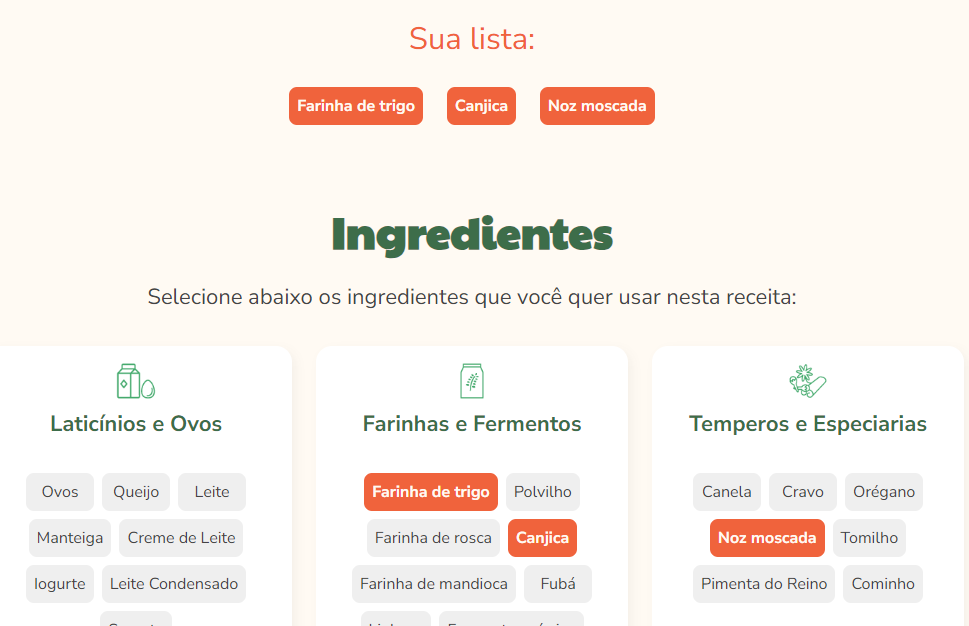 Sua lista:
Farinha de trigo Canjica Noz moscada
Ingredientes
Selecione abaixo os ingredientes que você quer usar nesta receita:
Laticínios e Ovos
Ovos Queijo Leite
Manteiga Creme de Leite
Iogurte Leite Condensado
Farinhas e Fermentos
Farinha de trigo Polvilho
Farinha de rosca Canjica
Farinha de mandioca Fubá
Temperos e Especiarias
Canela Cravo Orégano
Noz moscada Tomilho
Pimenta do Reino Cominho